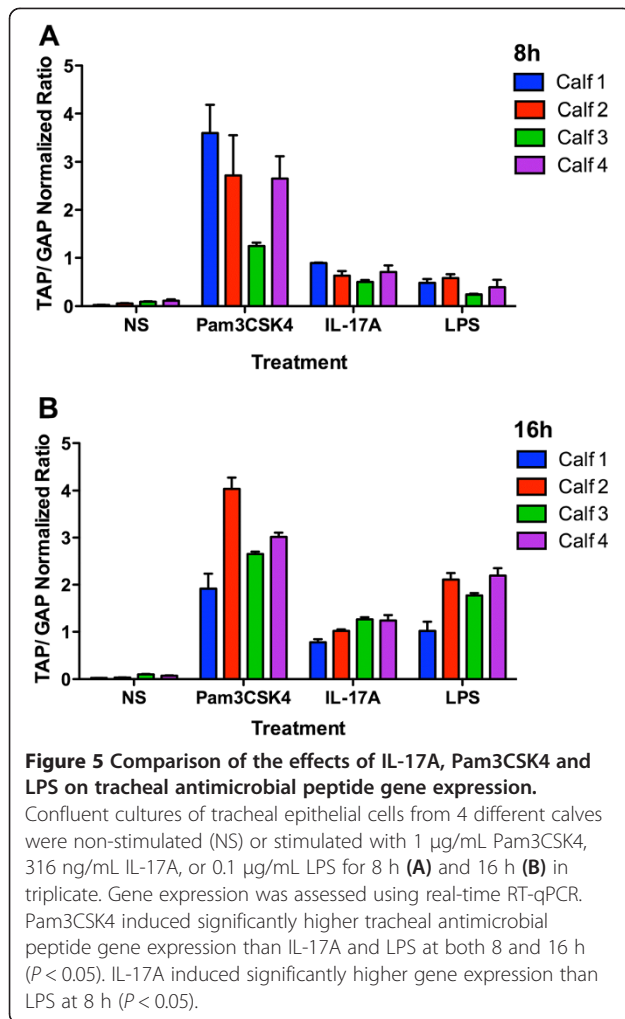 A
8h
Calf 1
Calf 2
Calf 3
Calf 4
TAP/GAP Normalized Ratio
5
4
3
2
1
0
NS Pam3CSK4 IL-17A LPS
Treatment
B
16h
Calf 1
Calf 2
Calf 3
Calf 4
TAP/GAP Normalized Ratio
5
4
3
2
1
0
NS Pam3CSK4 IL-17A LPS
Treatment
Figure 5 Comparison of the effects of IL-17A, Pam3CSK4 and
LPS on tracheal antimicrobial peptide gene expression.
Confluent cultures of tracheal epithelial cells from 4 different calves
were non-stimulated (NS) or stimulated with 1 µg/mL Pam3CSK4,
316 ng/mL IL-17A, or 0.1 µg/mL LPS for 8 h (A) and 16 h (B) in
triplicate. Gene expression was assessed using real-time RT-qPCR.
Pam3CSK4 induced significantly higher tracheal antimicrobial
peptide gene expression than IL-17A and LPS at both 8 and 16 h
(P < 0.05). IL-17A induced significantly higher gene expression than
LPS at 8 h (P < 0.05).